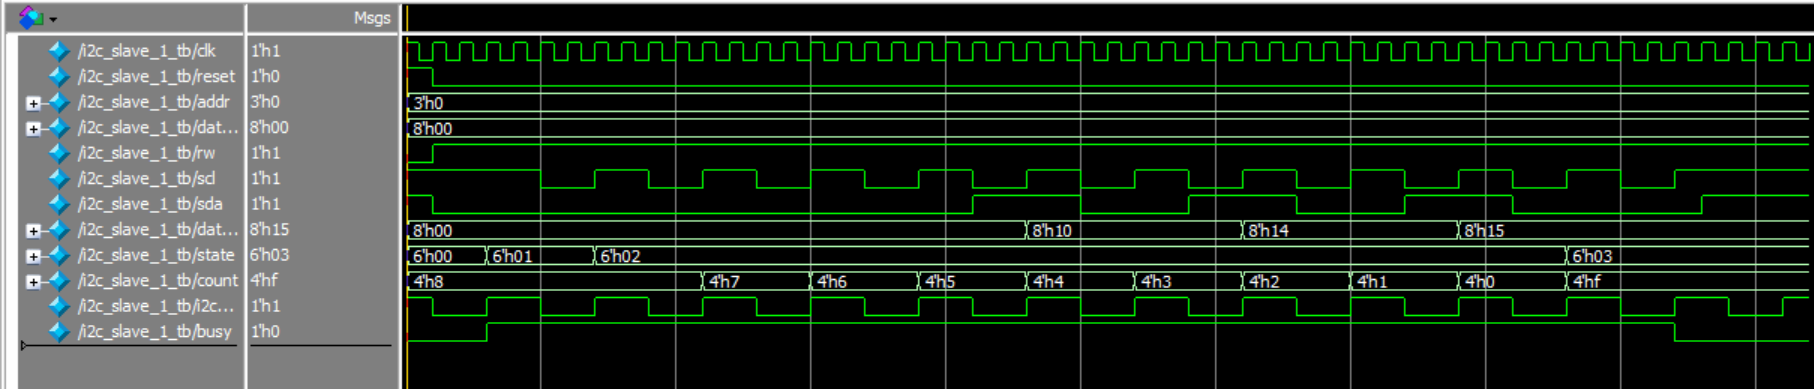 Msgs
/i2c_slave_1_tb/clk 1'h1
/i2c_slave_1_tb/reset 1'h0
/i2c_slave_1_tb/addr 3'h0 3'h0
/i2c_slave_1_tb/dat... 8'h00 8'h00
/i2c_slave_1_tb/rw 1'h1
/i2c_slave_1_tb/scl 1'h1
/i2c_slave_1_tb/sda 1'h1
/i2c_slave_1_tb/dat... 8'h15 8'h00 8'h10 8'h14 8'h15
/i2c_slave_1_tb/state 6'h03 6'h00 6'h01 6'h02 6'h03
/i2c_slave_1_tb/count 4'hf 4'h8 4'h7 4'h6 4'h5 4'h4 4'h3 4'h2 4'h1 4'h0 4'hf
/i2c_slave_1_tb/i2c... 1'h1
/i2c_slave_1_tb/busy 1'h0